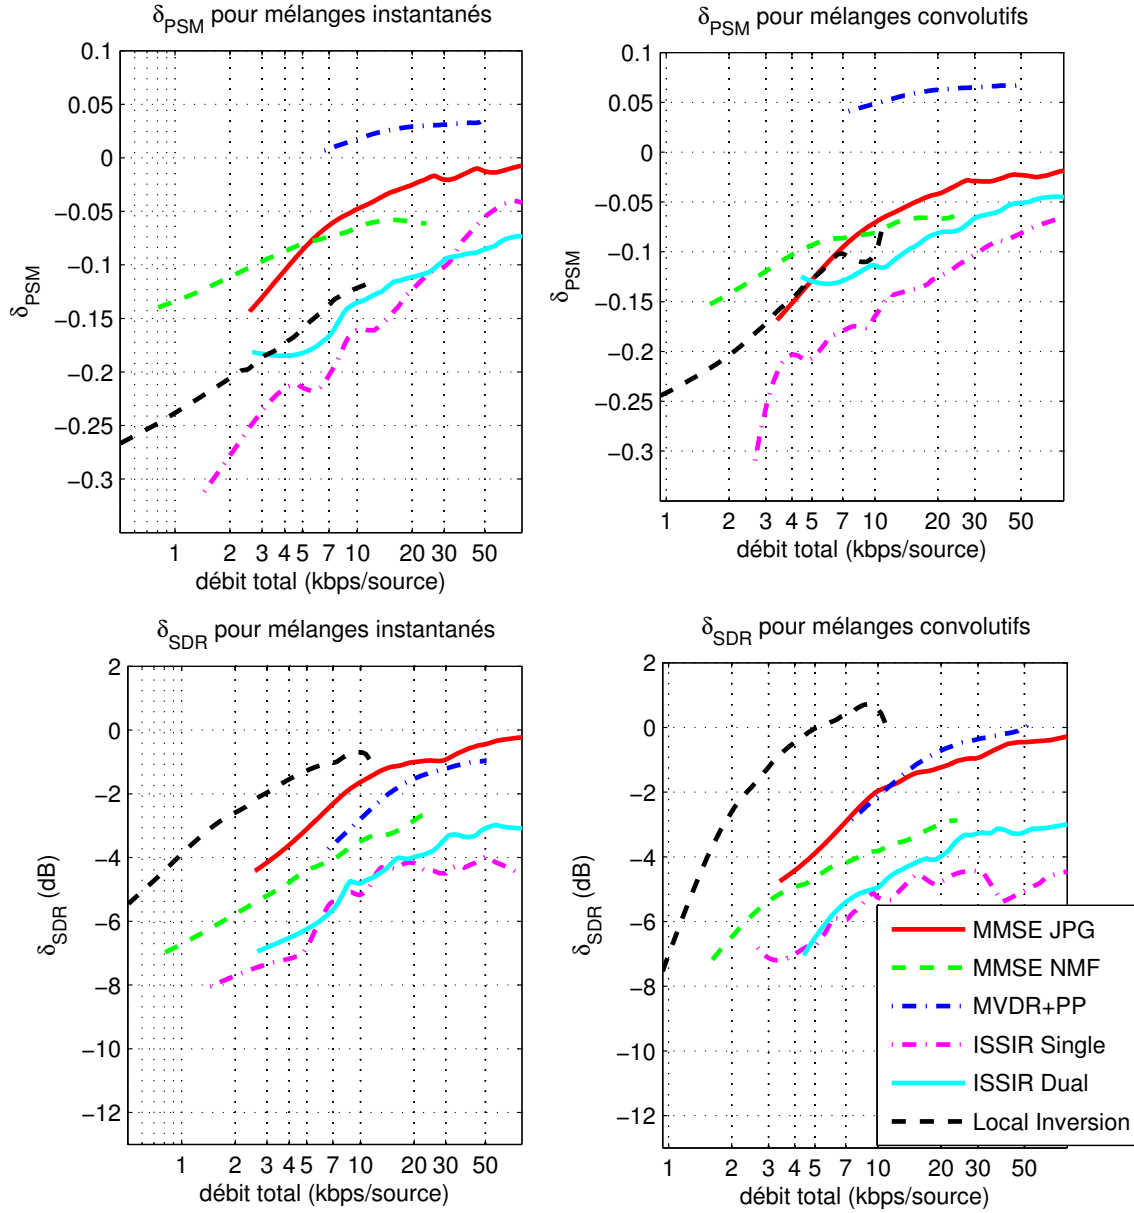 δPSM pour mélanges instantanés
0.1
0.05
0
−0.05
−0.1
−0.15
−0.2
−0.25
−0.3
δPSM
1 2 3 4 5 7 10 20 30 50
débit total (kbps/source)
δPSM pour mélanges convolutifs
0.1
0.05
0
−0.05
−0.1
−0.15
−0.2
−0.25
−0.3
δPSM
1 2 3 4 5 7 10 20 30 50
débit total (kbps/source)
δSDR pour mélanges instantanés
2
0
−2
−4
−6
−8
−10
−12
δSDR (dB)
1 2 3 4 5 7 10 20 30 50
débit total (kbps/source)
δSDR pour mélanges convolutifs
2
0
−2
−4
−6
−8
−10
−12
δSDR (dB)
1 2 3 4 5 7 10 20 30 50
débit total (kbps/source)
MMSE JPG
MMSE NMF
MVDR+PP
ISSIR Single
ISSIR Dual
Local Inversion